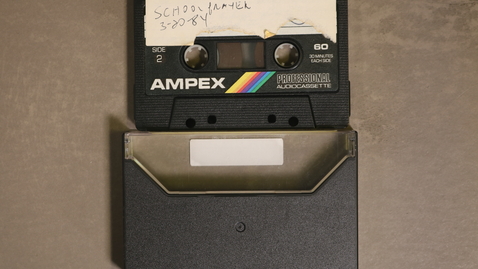 SCHOOL PRAYER
3-20-84
SIDE
2
60
30 MINUTES
EACH SIDE
AMPEX
PROFESSIONAL
AUDIOCASSETTE